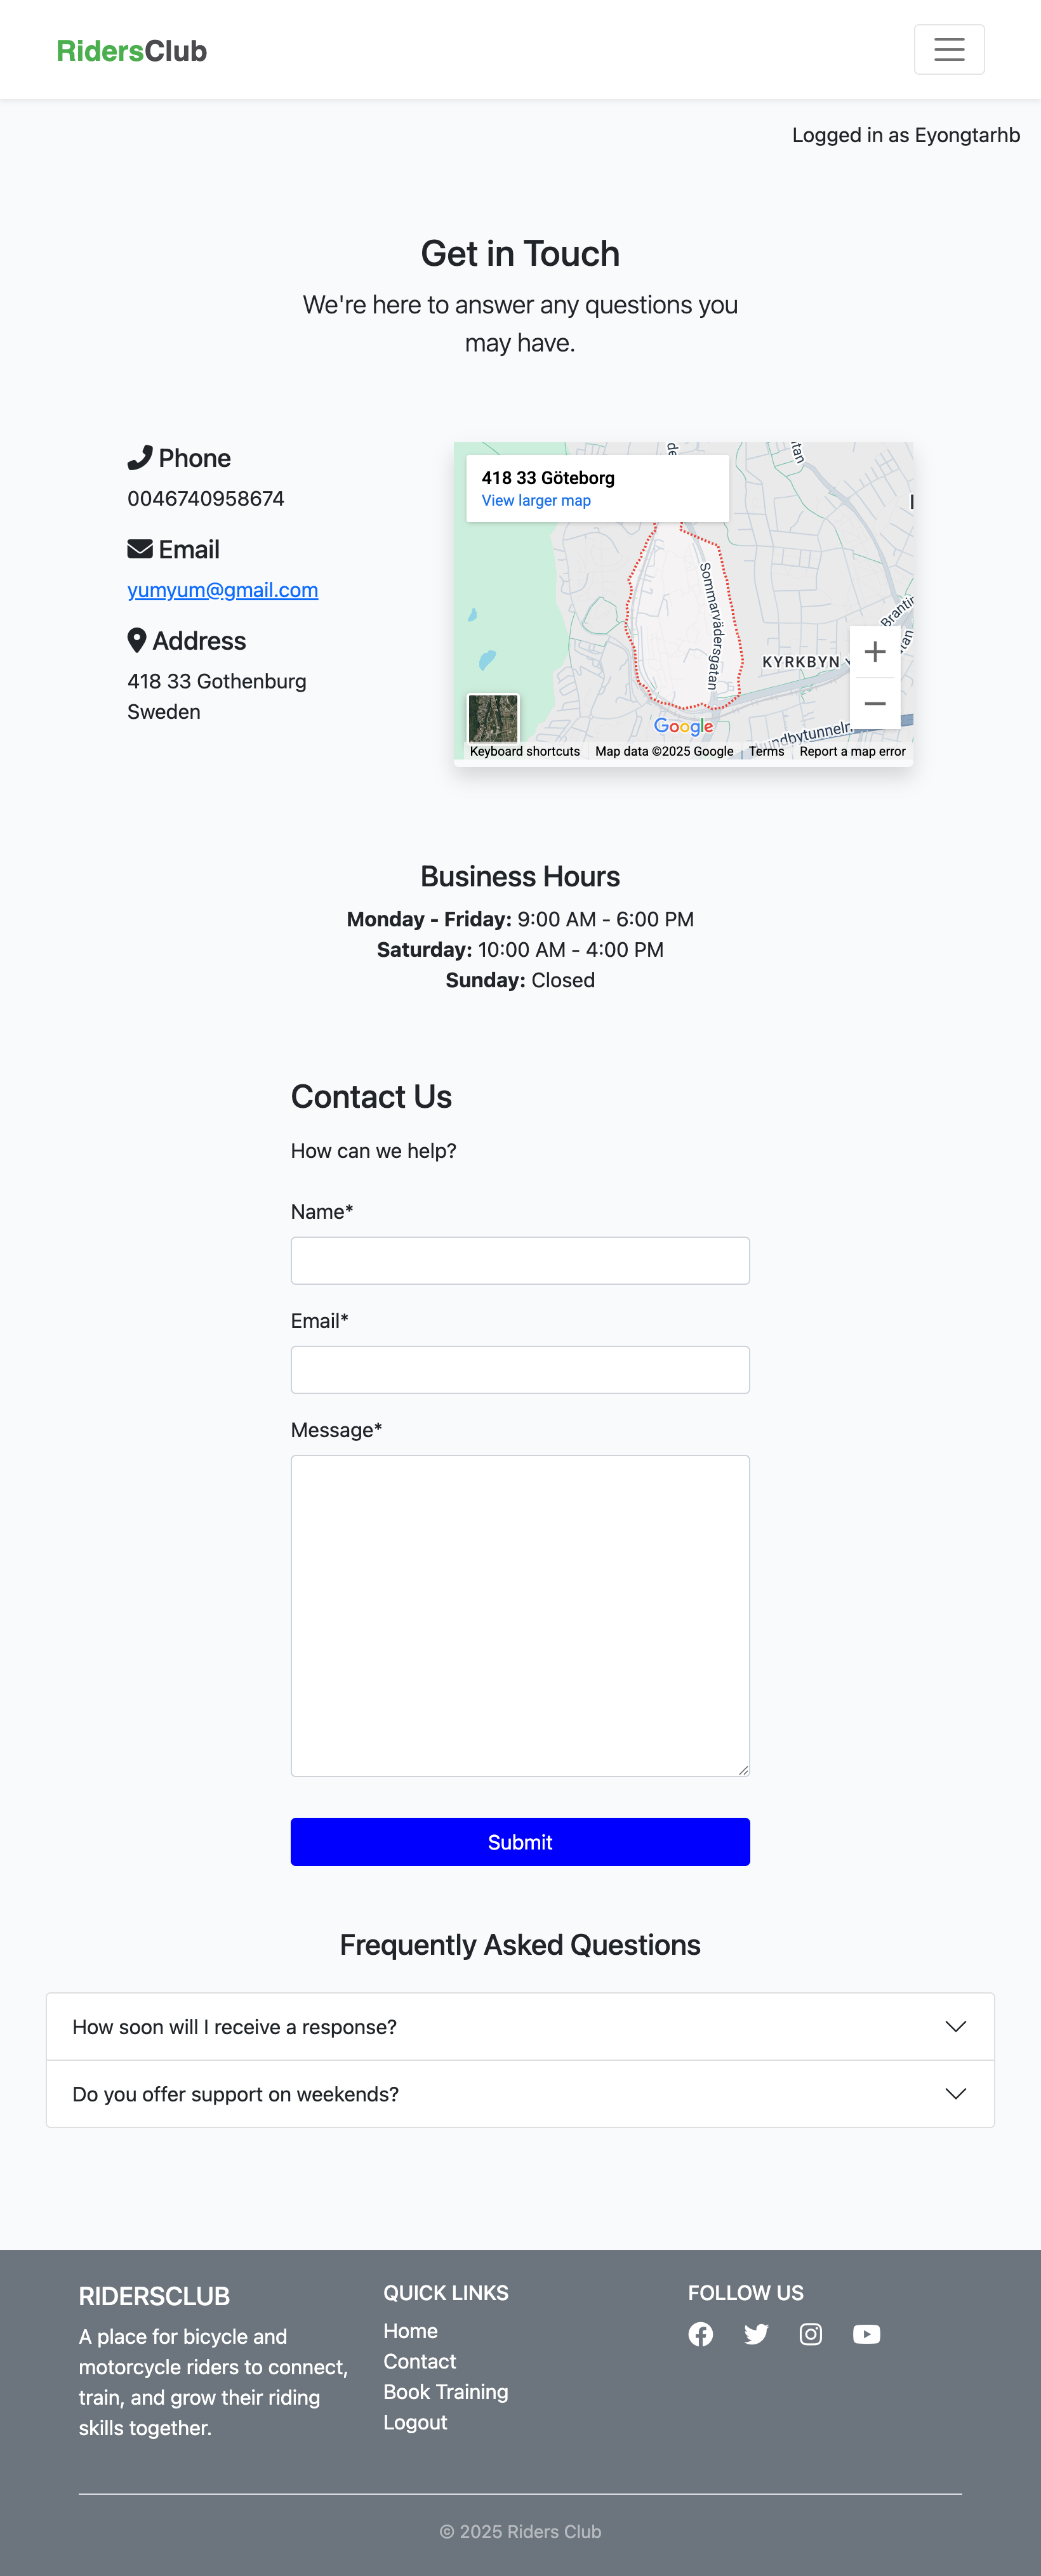 RidersClub
Logged in as Eyongtarhb
Get in Touch
We're here to answer any questions you
may have.
Phone
0046740958674
Email
yumyum@gmail.com
Address
418 33 Gothenburg
Sweden
418 33 Göteborg
View larger map
Sommarvädersgatan
KYRKBYN
Google
Keyboard shortcuts
Map data ©2025 Google
Terms
Report a map error
Business Hours
Monday - Friday: 9:00 AM - 6:00 PM
Saturday: 10:00 AM - 4:00 PM
Sunday: Closed
Contact Us
How can we help?
Name*
Email*
Message*
Submit
Frequently Asked Questions
How soon will I receive a response?
Do you offer support on weekends?
RIDERSCLUB
A place for bicycle and
motorcycle riders to connect,
train, and grow their riding
skills together.
QUICK LINKS
Home
Contact
Book Training
Logout
FOLLOW US
© 2025 Riders Club